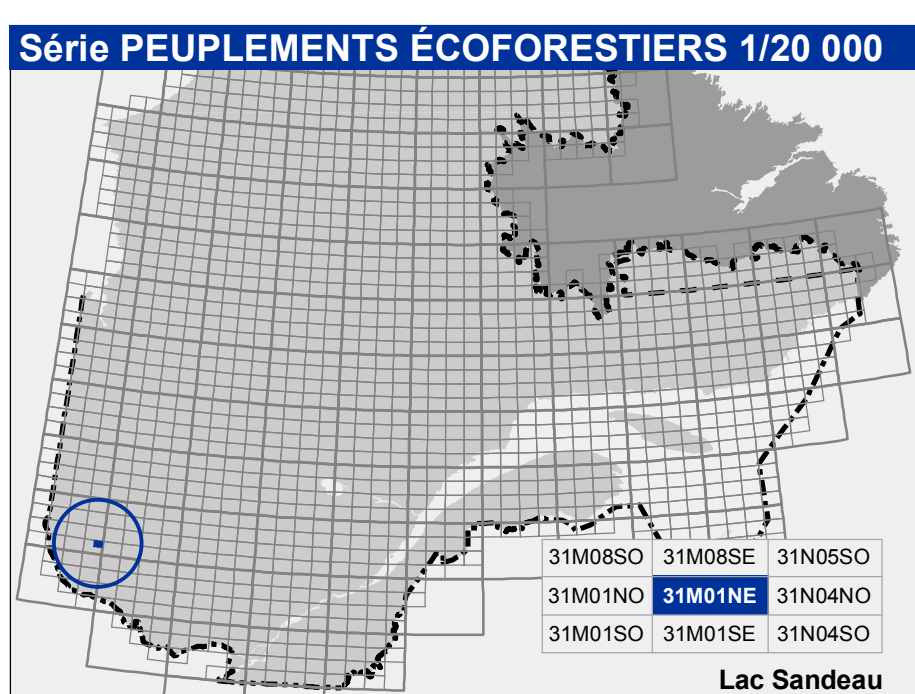 Série PEUPLEMENTS ÉCOFORESTIERS 1/20 000
31M08SO 31M08SE 31N05SO
31M01NO 31M01NE 31N04NO
31M01SO 31M01SE 31N04SO
Lac Sandeau